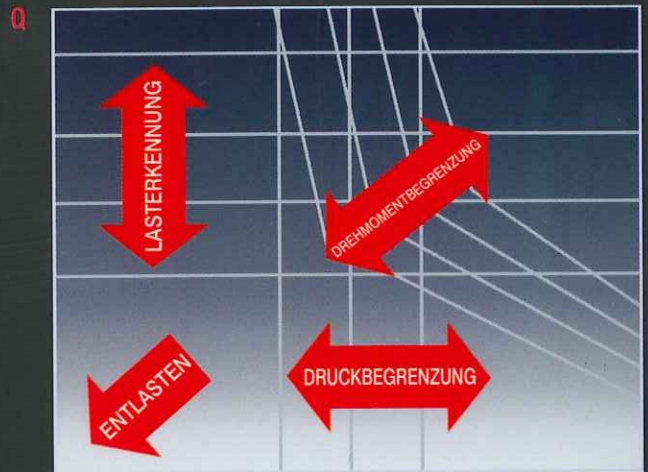 Q
LASTERKENNUNG
DREHMOMENTBEGRENZUNG
ENTLASTEN
DRUCKBEGRENZUNG